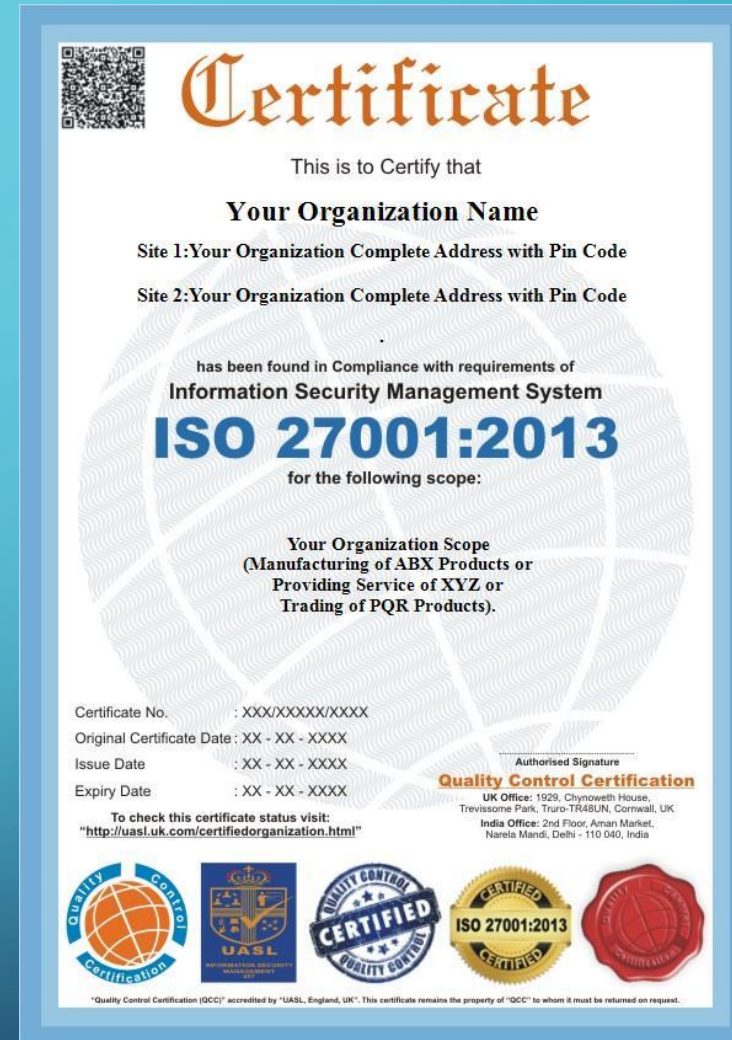 Certificate
This is to Certify that
Your Organization Name
Site 1:Your Organization Complete Address with Pin Code
Site 2:Your Organization Complete Address with Pin Code
.
has been found in Compliance with requirements of
Information Security Management System
ISO 27001:2013
for the following scope:
Your Organization Scope
(Manufacturing of ABX Products or
Providing Service of XYZ or
Trading of PQR Products).
Certificate No. : XXX/XXXXX/XXXX
Original Certificate Date : XX - XX - XXXX
Issue Date : XX - XX - XXXX
Expiry Date : XX - XX - XXXX
To check this certificate status visit:
"http://uasl.uk.com/certifiedorganization.html"
Authorised Signature
Quality Control Certification
UK Office: 1929, Chynoweth House,
Trevissome Park, Truro-TR48UN, Cornwall, UK
India Office: 2nd Floor, Aman Market,
Narela Mandi, Delhi - 110 040, India
Quality Control
Certification
UASL
INFORMATION SECURITY
MANAGEMENT
QUALITY CONTROL
CERTIFIED
QUALITY CONTROL
CERTIFIED
ISO 27001:2013
CERTIFIED
"Quality Control Certification (QCC)" accredited by "UASL, England, UK". This certificate remains the property of "QCC" to whom it must be returned on request.